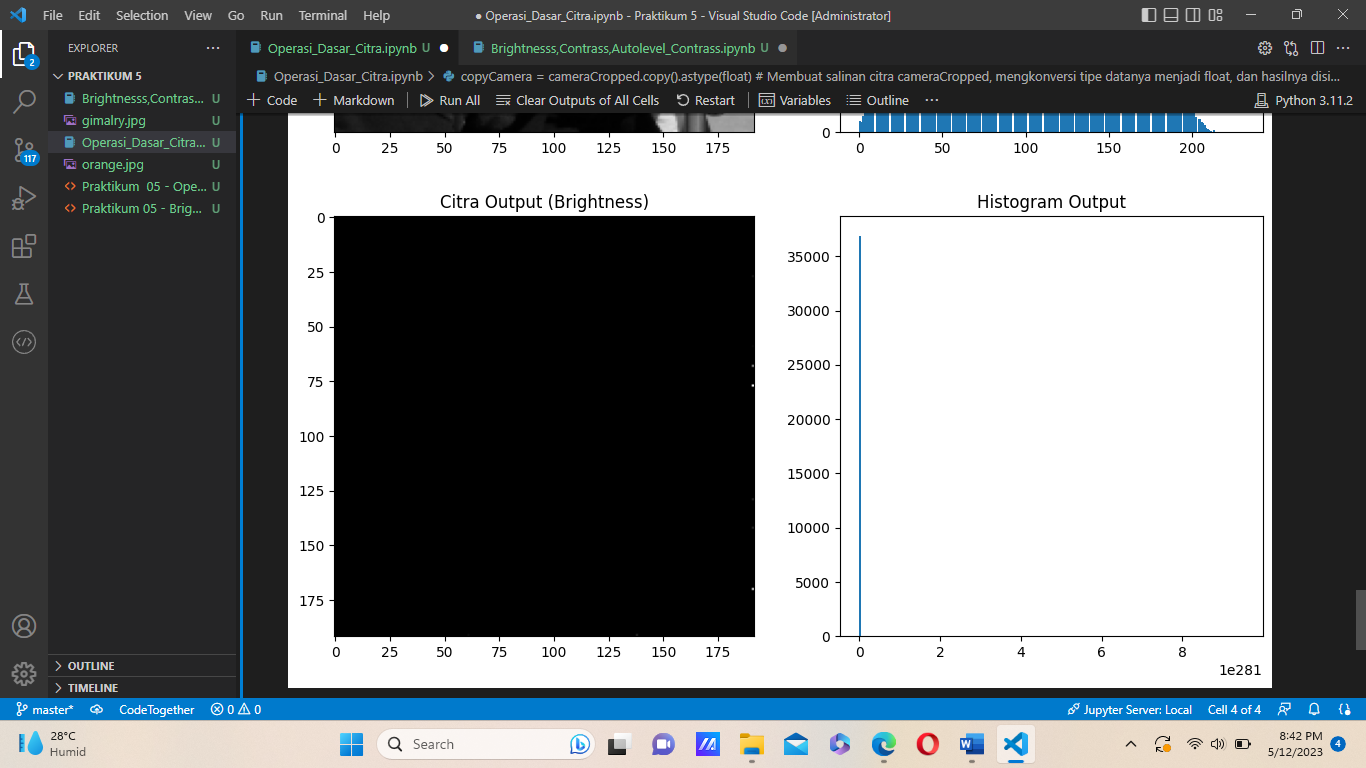 File Edit Selection View Go Run Terminal Help
● Operasi_Dasar_Citra.ipynb - Praktikum 5 - Visual Studio Code [Administrator]
EXPLORER ···
Operasi_Dasar_Citra.ipynb U ●
Brightnesss,Contrass,Autolevel_Contrass.ipynb U ●
PRAKTIKUM 5
Operasi_Dasar_Citra.ipynb > copyCamera = cameraCropped.copy().astype(float) # Membuat salinan citra cameraCropped, mengkonversi tipe datanya menjadi float, dan hasilnya disi...
+ Code + Markdown Run All Clear Outputs of All Cells Restart Variables Outline ··· Python 3.11.2
2
117
Brightnesss,Contras... U
gimalry.jpg U
Operasi_Dasar_Citra... U
orange.jpg U
Praktikum 05 - Ope... U
Praktikum 05 - Brig... U
0 25 50 75 100 125 150 175
0
0 50 100 150 200
Citra Output (Brightness)
0
25
50
75
100
125
150
175
0 25 50 75 100 125 150 175
Histogram Output
35000
30000
25000
20000
15000
10000
5000
0
0 2 4 6 8
1e281
OUTLINE
TIMELINE
master* CodeTogether 0 0 Jupyter Server: Local Cell 4 of 4
28°C
Humid
Search
8:42 PM
5/12/2023
4